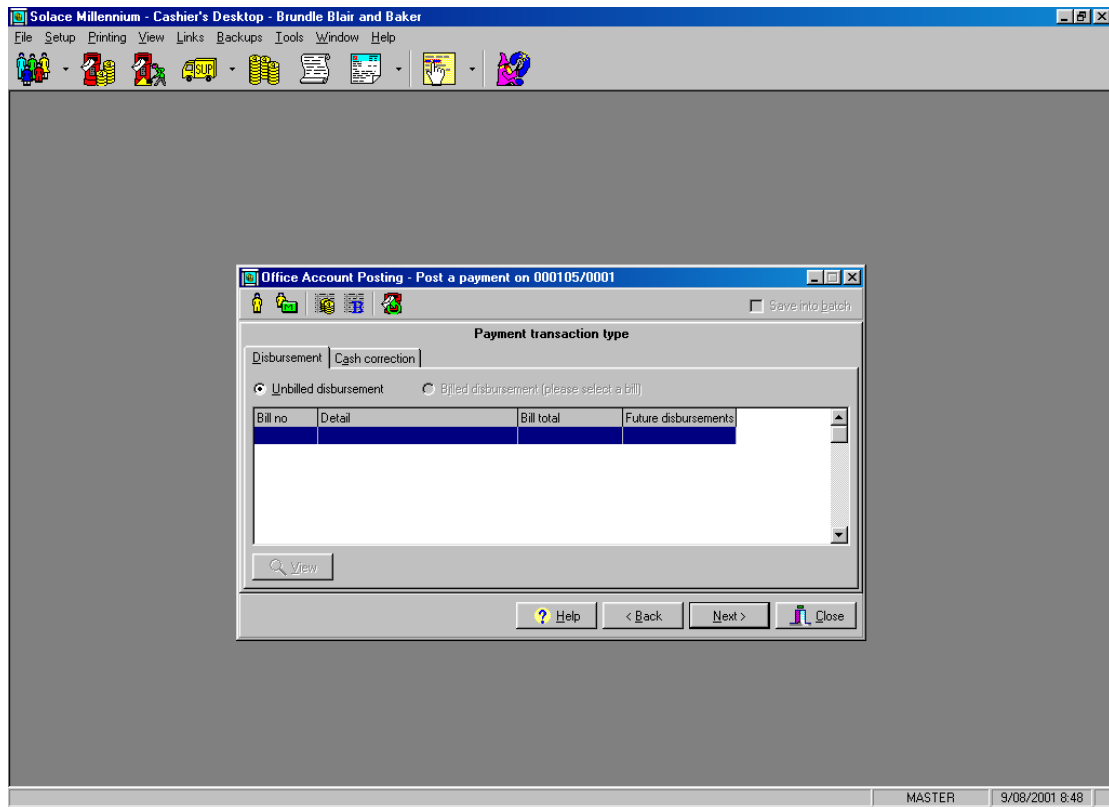 Solace Millennium - Cashier's Desktop - Brundle Blair and Baker
File Setup Printing View Links Backups Tools Window Help
SUP
Office Account Posting - Post a payment on 000105/0001
Save into batch
Payment transaction type
Disbursement Cash correction
Unbilled disbursement Billed disbursement (please select a bill)
Bill no Detail Bill total Future disbursements
View
? Help < Back Next > Close
MASTER 9/08/2001 8:48